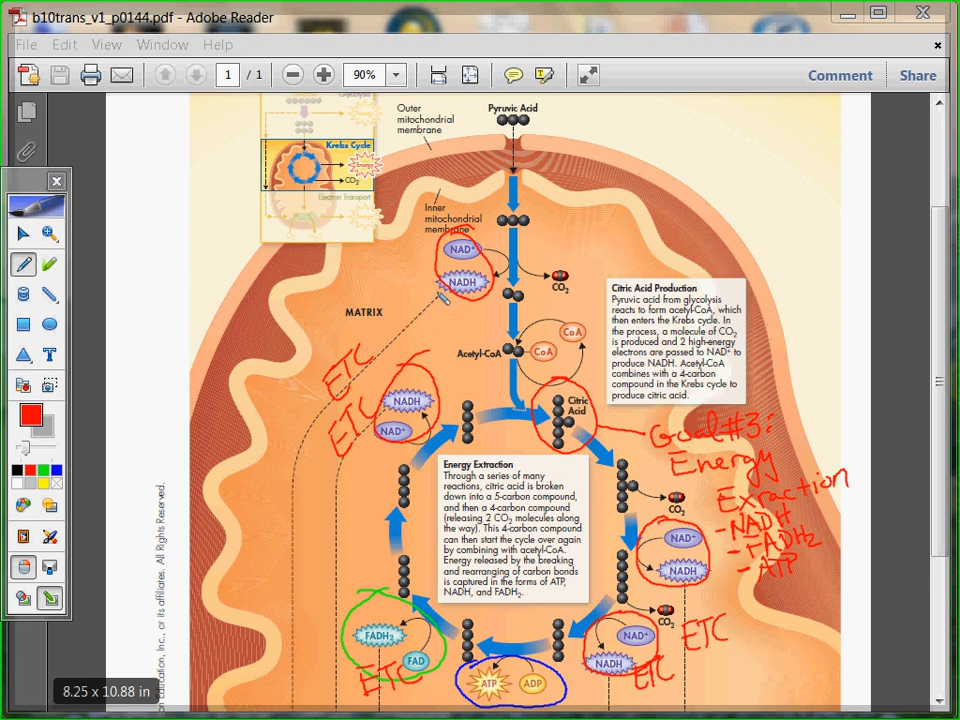 b10trans_v1_p0144.pdf - Adobe Reader
File Edit View Window Help
1 / 1 90% Comment Share
Glycolysis
Krebs Cycle
Energy
CO2
Electron Transport
Outer
mitochondrial
membrane
Pyruvic Acid
Inner
mitochondrial
membrane
NAD+
NADH
CO2
MATRIX
Citric Acid Production
Pyruvic acid from glycolysis
reacts to form acetyl-CoA, which
then enters the Krebs cycle. In
the process, a molecule of CO2
is produced and 2 high-energy
electrons are passed to NAD+ to
produce NADH. Acetyl-CoA
combines with a 4-carbon
compound in the Krebs cycle to
produce citric acid.
CoA
Acetyl-CoA
CoA
ETC
ETC
NADH
NAD+
Citric
Acid
Goal #3:
Energy
Exraction
- NADH
- FADH2
- ATP
Energy Extraction
Through a series of many
reactions, citric acid is broken
down into a 5-carbon compound,
and then a 4-carbon compound
(releasing 2 CO2 molecules along
the way). This 4-carbon compound
can then start the cycle over again
by combining with acetyl-CoA.
Energy released by the breaking
and rearranging of carbon bonds
is captured in the forms of ATP,
NADH, and FADH2.
CO2
NAD+
NADH
CO2
NAD+
NADH
ETC
ETC
FADH2
FAD
ETC
ATP
ADP
8.25 x 10.88 in
on Education, Inc., or its affiliates. All Rights Reserved.